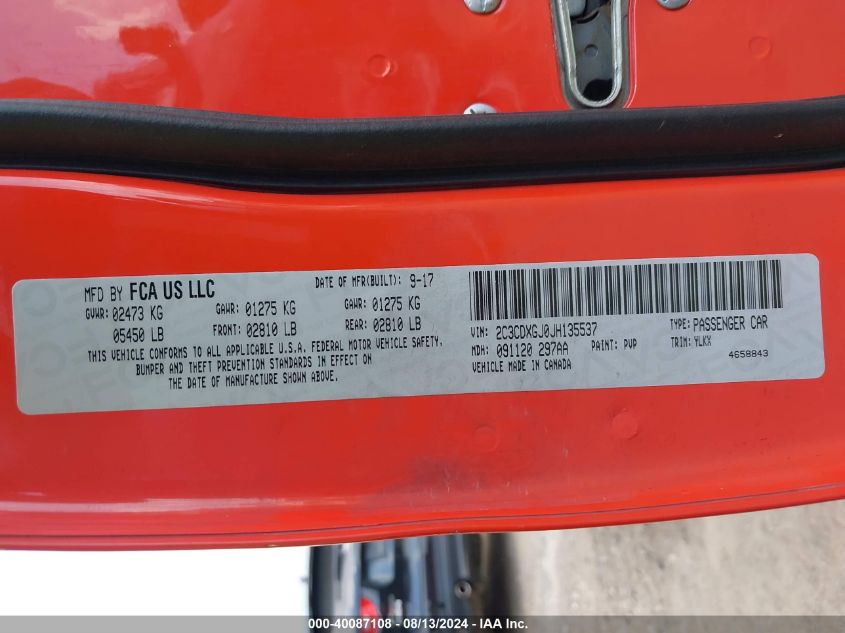 MFD BY FCA US LLC DATE OF MFR(BUILT): 9-17
GVWR: 02473 KG GAWR: 01275 KG GAWR: 01275 KG
05450 LB FRONT: 02810 LB REAR: 02810 LB
THIS VEHICLE CONFORMS TO ALL APPLICABLE U.S.A. FEDERAL MOTOR VEHICLE SAFETY,
BUMPER AND THEFT PREVENTION STANDARDS IN EFFECT ON
THE DATE OF MANUFACTURE SHOWN ABOVE.
VIN: 2C3CDXGJ0JH135537 TYPE: PASSENGER CAR
MDH: 091120 297AA PAINT: PVP TRIM: YLKX
VEHICLE MADE IN CANADA 4658843
000-40087108 - 08/13/2024 - IAA Inc.